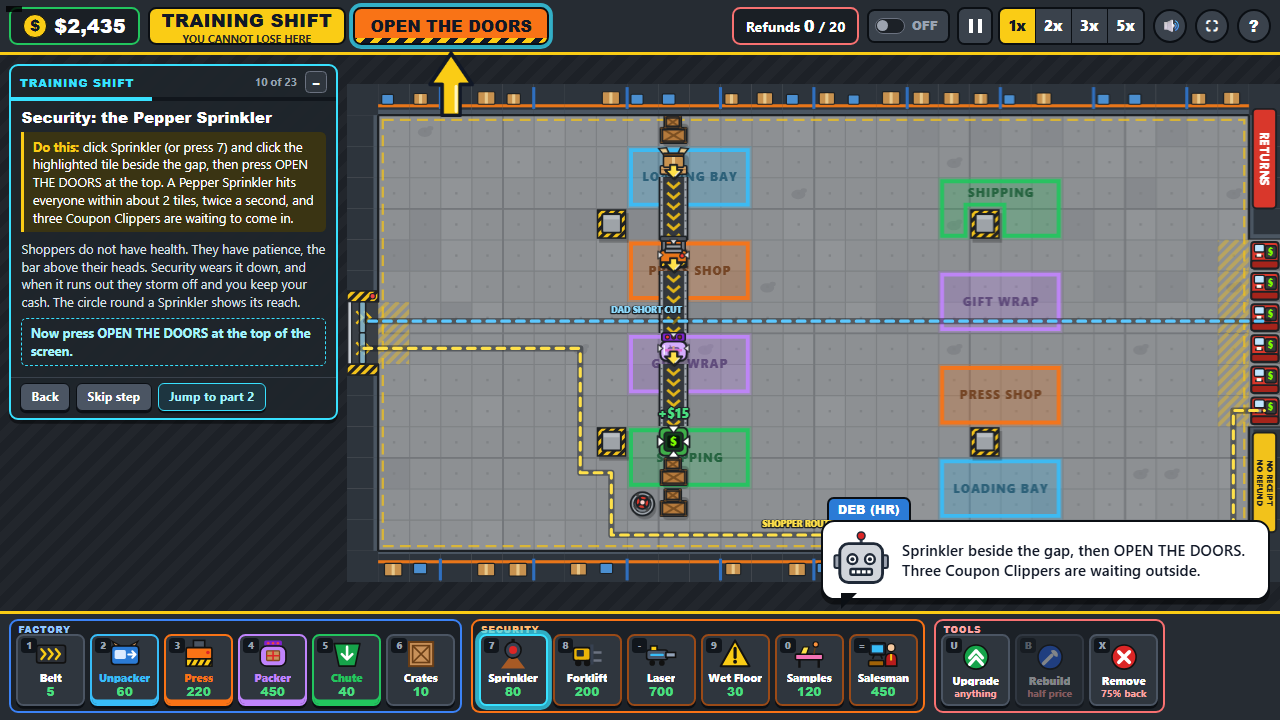 $2,435
TRAINING SHIFT
YOU CANNOT LOSE HERE
OPEN THE DOORS
Refunds 0 / 20
OFF
1x
2x
3x
5x
?
TRAINING SHIFT
10 of 23
Security: the Pepper Sprinkler
Do this: click Sprinkler (or press 7) and click the
highlighted tile beside the gap, then press OPEN
THE DOORS at the top. A Pepper Sprinkler hits
everyone within about 2 tiles, twice a second, and
three Coupon Clippers are waiting to come in.
Shoppers do not have health. They have patience, the
bar above their heads. Security wears it down, and
when it runs out they storm off and you keep your
cash. The circle round a Sprinkler shows its reach.
Now press OPEN THE DOORS at the top of the
screen.
Back
Skip step
Jump to part 2
SHIPPING
DAD SHORT CUT
GIFT WRAP
PRESS SHOP
+$15
LOADING BAY
SHOPPER ROUT
RETURNS
NO RECEIPT
NO REFUND
DEB (HR)
Sprinkler beside the gap, then OPEN THE DOORS.
Three Coupon Clippers are waiting outside.
FACTORY
1
Belt
5
2
Unpacker
60
3
Press
220
4
Packer
450
5
Chute
40
6
Crates
10
SECURITY
7
Sprinkler
80
8
Forklift
200
-
Laser
700
9
Wet Floor
30
0
Samples
120
=
Salesman
450
TOOLS
U
Upgrade
anything
B
Rebuild
half price
X
Remove
75% back